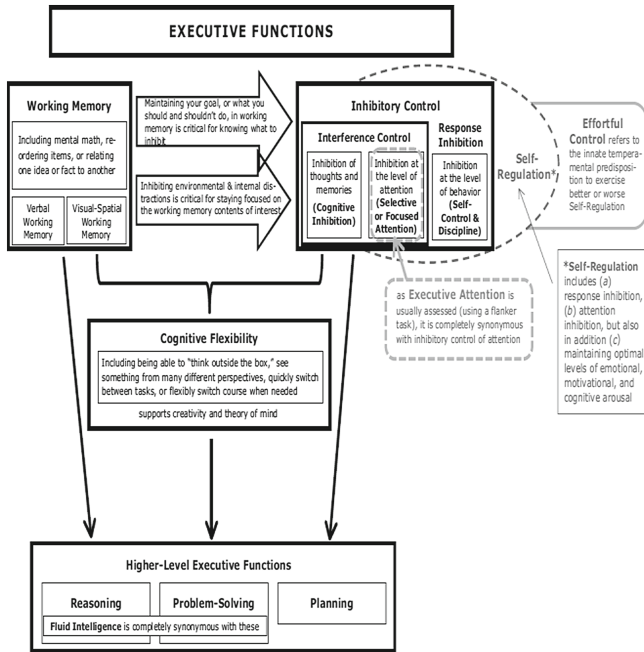 EXECUTIVE FUNCTIONS
Working Memory
Including mental math, re-
ordering items, or relating
one idea or fact to another
Verbal
Working
Memory
Visual-Spatial
Working
Memory
Maintaining your goal, or what you
should and shouldn't do, in working
memory is critical for knowing what to
inhibit
Inhibiting environmental & internal dis-
tractions is critical for staying focused on
the working memory contents of interest
Inhibitory Control
Interference Control
Inhibition of
thoughts and
memories
(Cognitive
Inhibition)
Inhibition at
the level of
attention
(Selective
or Focused
Attention)
Response
Inhibition
Inhibition
at the level
of behavior
(Self-
Control &
Discipline)
Self-
Regulation*
Effortful
Control refers to
the innate tempera-
mental predisposition
to exercise
better or worse
Self-Regulation
as Executive Attention is
usually assessed (using a flanker
task), it is completely synonymous
with inhibitory control of attention
*Self-Regulation
includes (a)
response inhibition,
(b) attention
inhibition, but also
in addition (c)
maintaining optimal
levels of emotional,
motivational, and
cognitive arousal
Cognitive Flexibility
Including being able to “think outside the box,” see
something from many different perspectives, quickly switch
between tasks, or flexibly switch course when needed
supports creativity and theory of mind
Higher-Level Executive Functions
Reasoning
Problem-Solving
Planning
Fluid Intelligence is completely synonymous with these